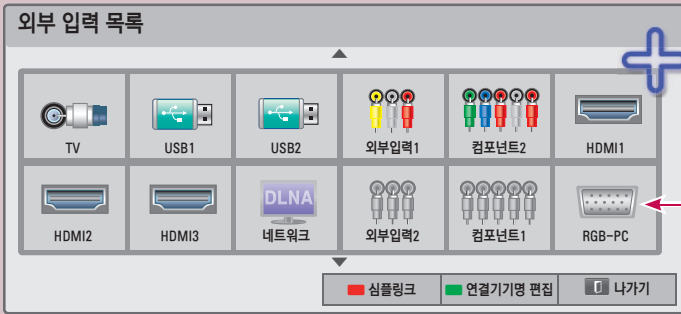 외부 입력 목록
TV
USB1
USB2
외부입력1
컴포넌트2
HDMI1
HDMI2
HDMI3
DLNA
네트워크
외부입력2
컴포넌트1
RGB-PC
심플링크
연결기기명 편집
나가기